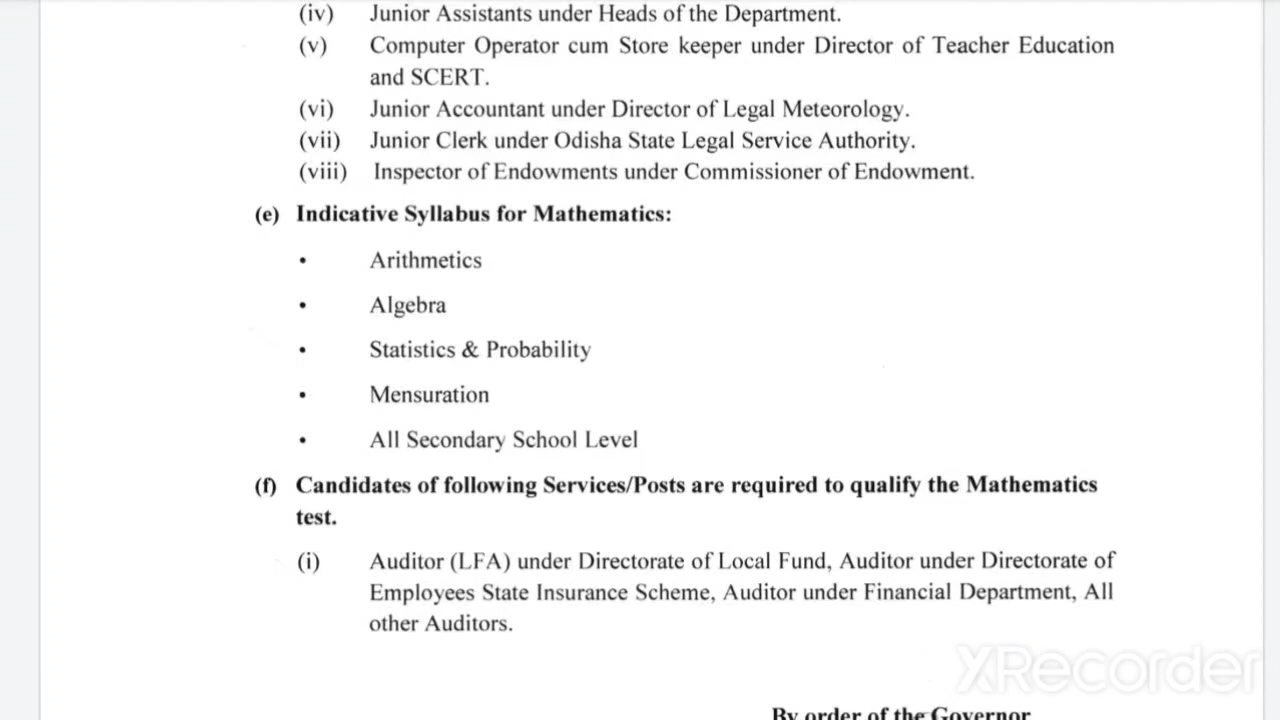 (iv) Junior Assistants under Heads of the Department.
(v) Computer Operator cum Store keeper under Director of Teacher Education
and SCERT.
(vi) Junior Accountant under Director of Legal Meteorology.
(vii) Junior Clerk under Odisha State Legal Service Authority.
(viii) Inspector of Endowments under Commissioner of Endowment.
(e) Indicative Syllabus for Mathematics:
• Arithmetics
• Algebra
• Statistics & Probability
• Mensuration
• All Secondary School Level
(f) Candidates of following Services/Posts are required to qualify the Mathematics
test.
(i) Auditor (LFA) under Directorate of Local Fund, Auditor under Directorate of
Employees State Insurance Scheme, Auditor under Financial Department, All
other Auditors.
XRecorder
By order of the Governor